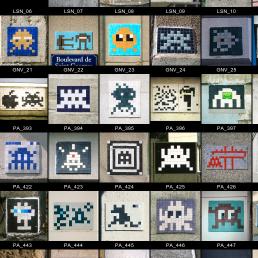 LSN_06 LSN_07 LSN_08 LSN_09 LSN_10
Boulevard de
GNV_21 GNV_22 GNV_23 GNV_24 GNV_25
PA_393 PA_394 PA_395 PA_396 PA_397
PA_422 PA_423 PA_424 PA_425 PA_426
PA_443 PA_444 PA_445 PA_446 PA_447